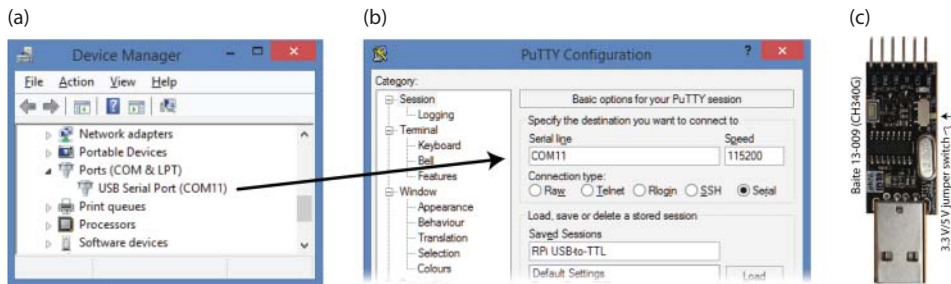 (a)
Device Manager
File Action View Help
Network adapters
Portable Devices
Ports (COM & LPT)
USB Serial Port (COM11)
Print queues
Processors
Software devices
(b)
PuTTY Configuration
?
Category:
Session
Logging
Terminal
Keyboard
Bell
Features
Window
Appearance
Behaviour
Translation
Selection
Colours
Basic options for your PuTTY session
Specify the destination you want to connect to
Serial line Speed
COM11 115200
Connection type:
Raw Telnet Rlogin SSH Serial
Load, save or delete a stored session
Saved Sessions
RPi USB-to-TTL
Default Settings
Load
(c)
Baite 13-009 (CH340G)
3.3 V/5 V jumper switch